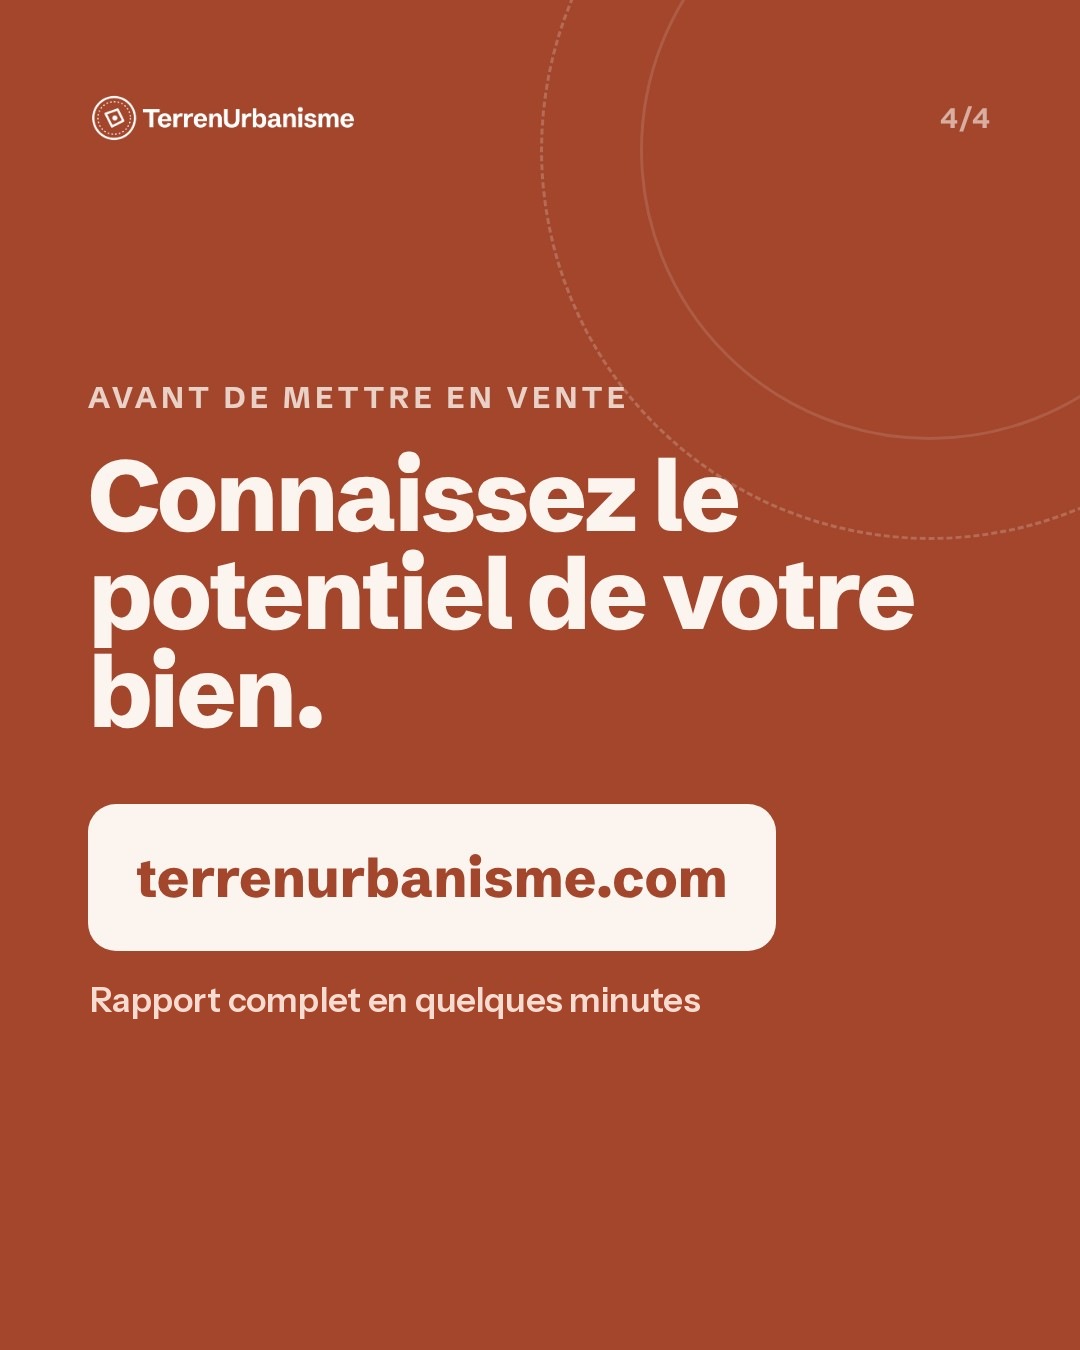 TerrenUrbanisme
4/4
AVANT DE METTRE EN VENTE
Connaissez le
potentiel de votre
bien.
terrenurbanisme.com
Rapport complet en quelques minutes